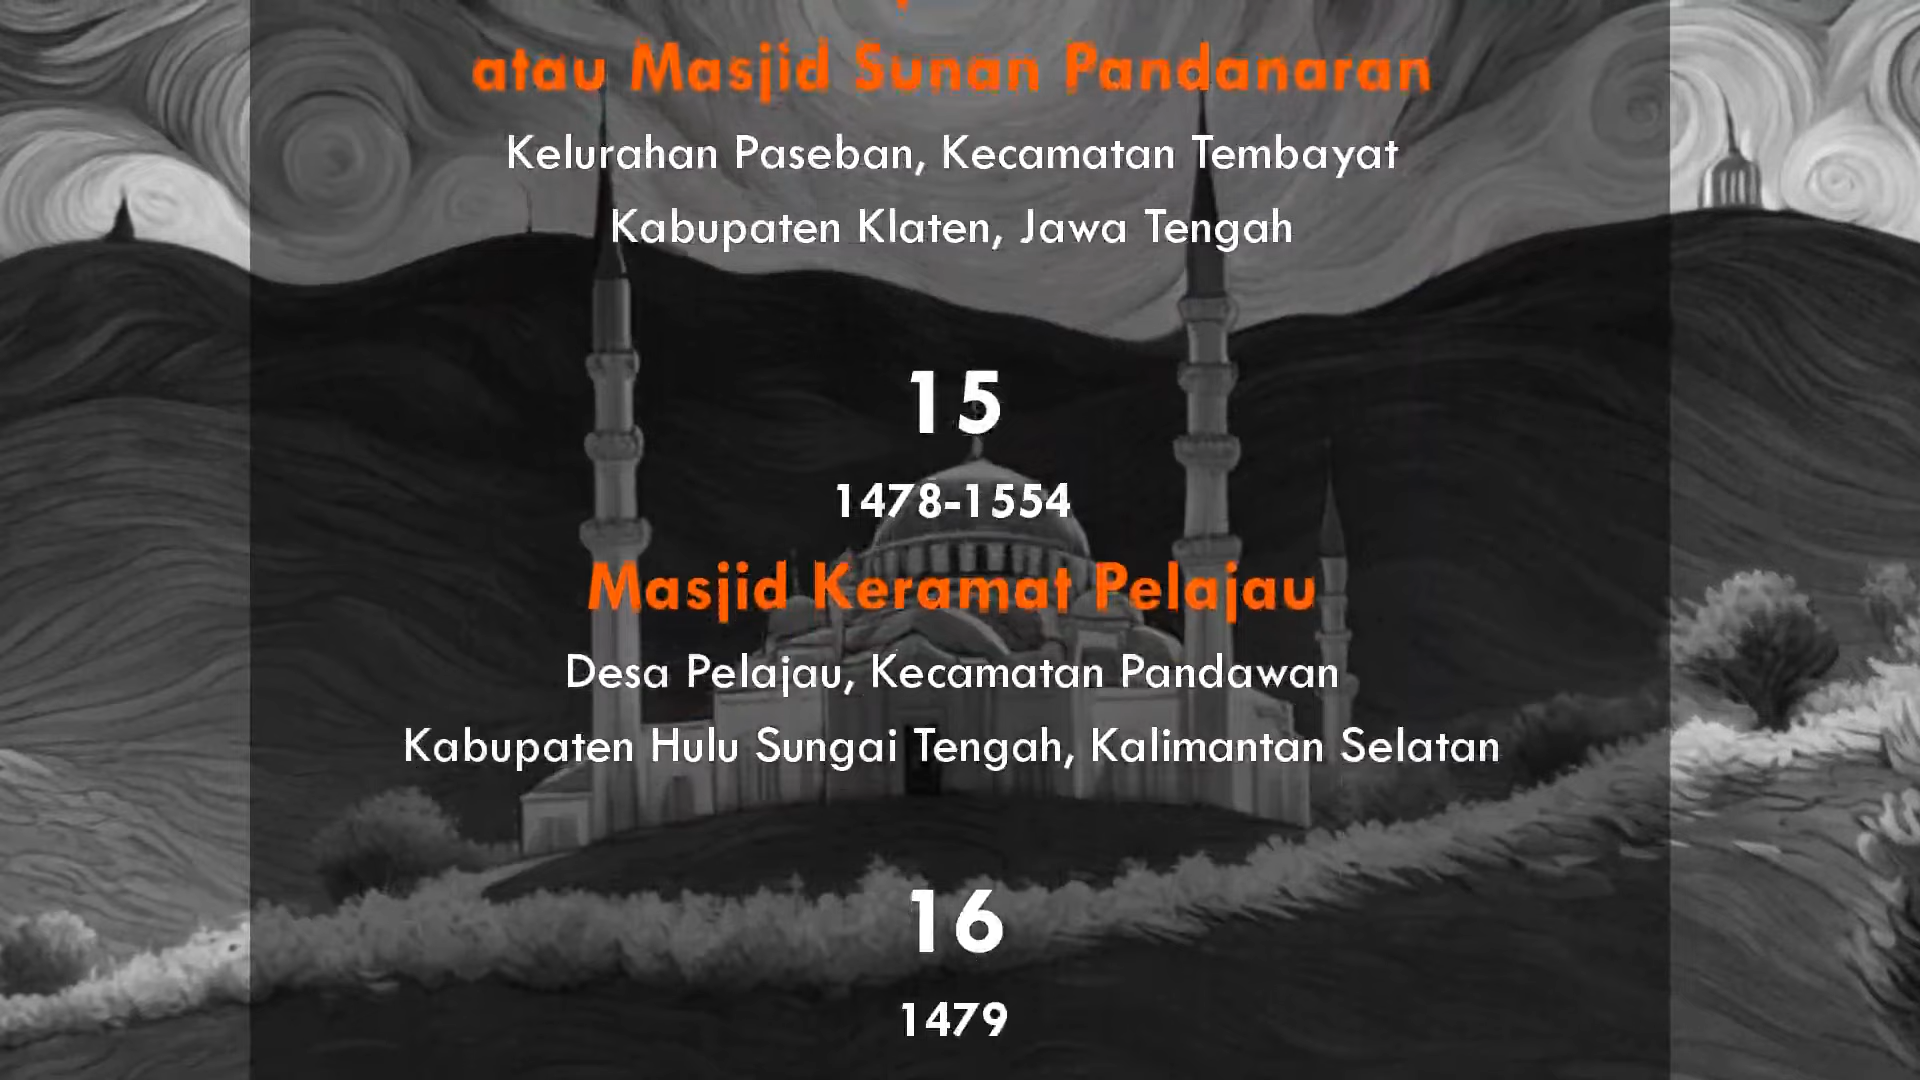 atau Masjid Sunan Pandanaran
Kelurahan Paseban, Kecamatan Tembayat
Kabupaten Klaten, Jawa Tengah
15
1478-1554
Masjid Keramat Pelajau
Desa Pelajau, Kecamatan Pandawan
Kabupaten Hulu Sungai Tengah, Kalimantan Selatan
16
1479